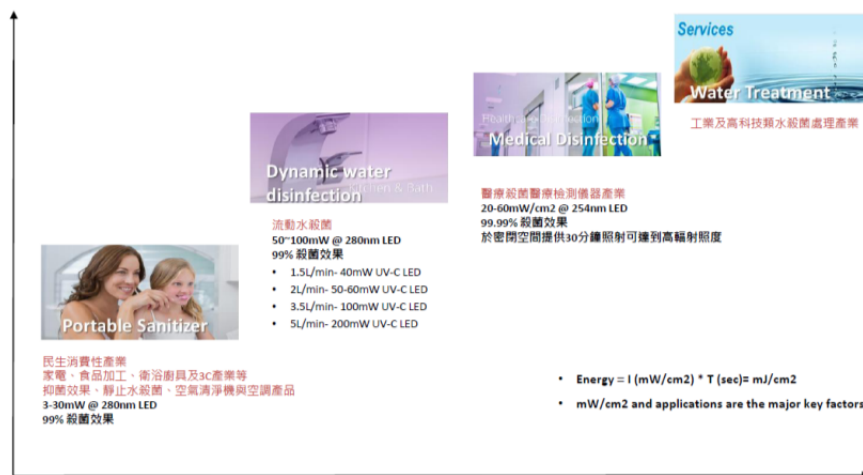 Services
Water Treatment
工業及高科技類水殺菌處理產業
Medical Disinfection
醫療殺菌醫療檢測儀器產業
20-60mW/cm2 @ 254nm LED
99.99% 殺菌效果
於密閉空間提供30分鐘照射可達到高輻射照度
Dynamic water
disinfection
Kitchen & Bath
流動水殺菌
50~100mW @ 280nm LED
99% 殺菌效果
• 1.5L/min- 40mW UV-C LED
• 2L/min- 50-60mW UV-C LED
• 3.5L/min- 100mW UV-C LED
• 5L/min- 200mW UV-C LED
Portable Sanitizer
民生消費性產業
家電、食品加工、衛浴廚具及3C產業等
抑菌效果、靜止水殺菌、空氣清淨機與空調產品
3-30mW @ 280nm LED
99% 殺菌效果
• Energy = I (mW/cm2) * T (sec)= mJ/cm2
• mW/cm2 and applications are the major key factors